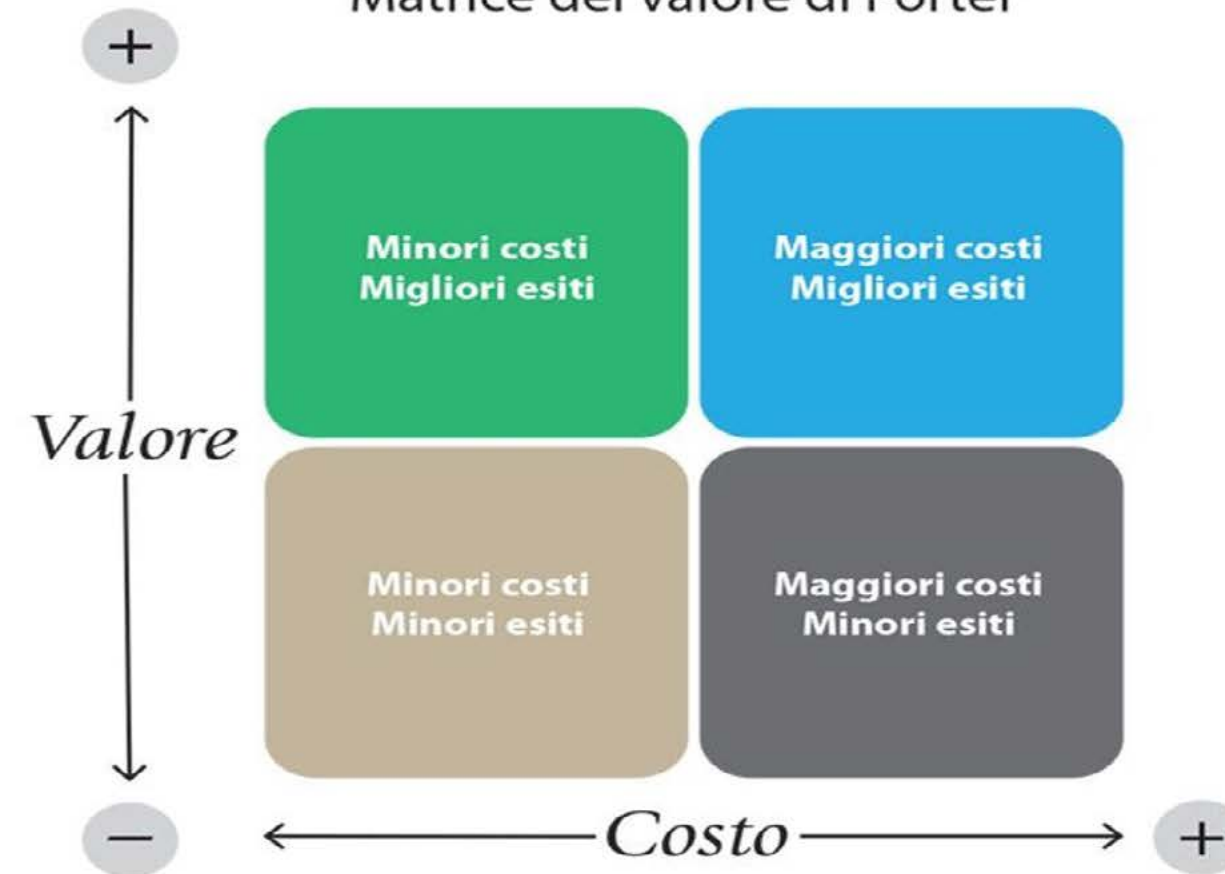 Matrice del valore di Porter
+
Minori costi
Migliori esiti
Maggiori costi
Migliori esiti
Valore
Minori costi
Minori esiti
Maggiori costi
Minori esiti
−
Costo
+